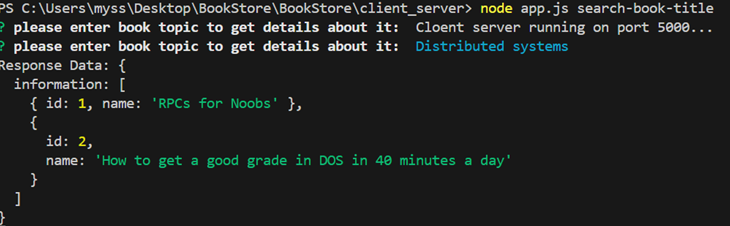 PS C:\Users\myss\Desktop\BookStore\BookStore\client_server> node app.js search-book-title
? please enter book topic to get details about it:  Cloent server running on port 5000...
? please enter book topic to get details about it:  Distributed systems
Response Data: {
  information: [
    { id: 1, name: 'RPCs for Noobs' },
    {
      id: 2,
      name: 'How to get a good grade in DOS in 40 minutes a day'
    }
  ]
}